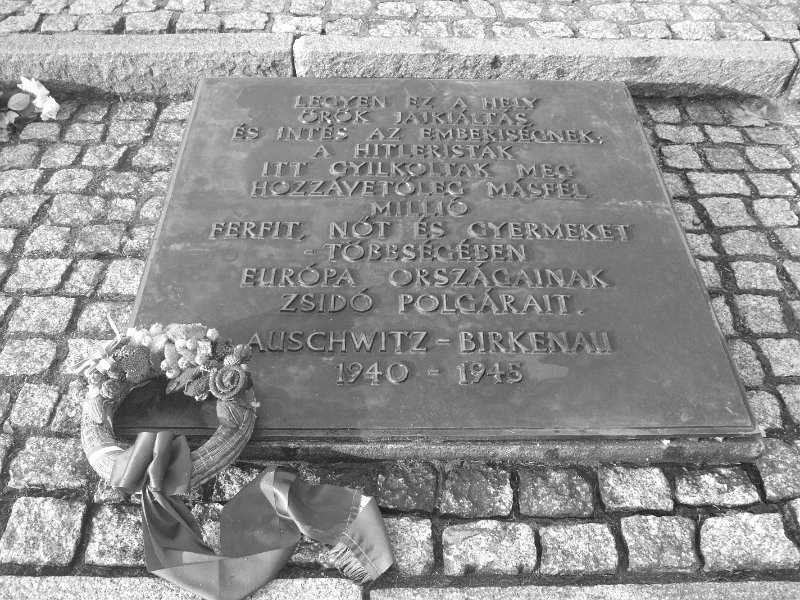 LEGYEN EZ A HELY
ÖRÖK JAJKIÁLTÁS
ÉS INTÉS AZ EMBERISÉGNEK,
A HITLERISTÁK
ITT GYILKOLTAK MEG
HOZZÁVETŐLEG MÁSFÉL
MILLIÓ
FÉRFIT, NŐT ÉS GYERMEKET
- TÖBBSÉGÉBEN
EURÓPA ORSZÁGAINAK
ZSIDÓ POLGÁRAIT.
AUSCHWITZ - BIRKENAU
1940 - 1945